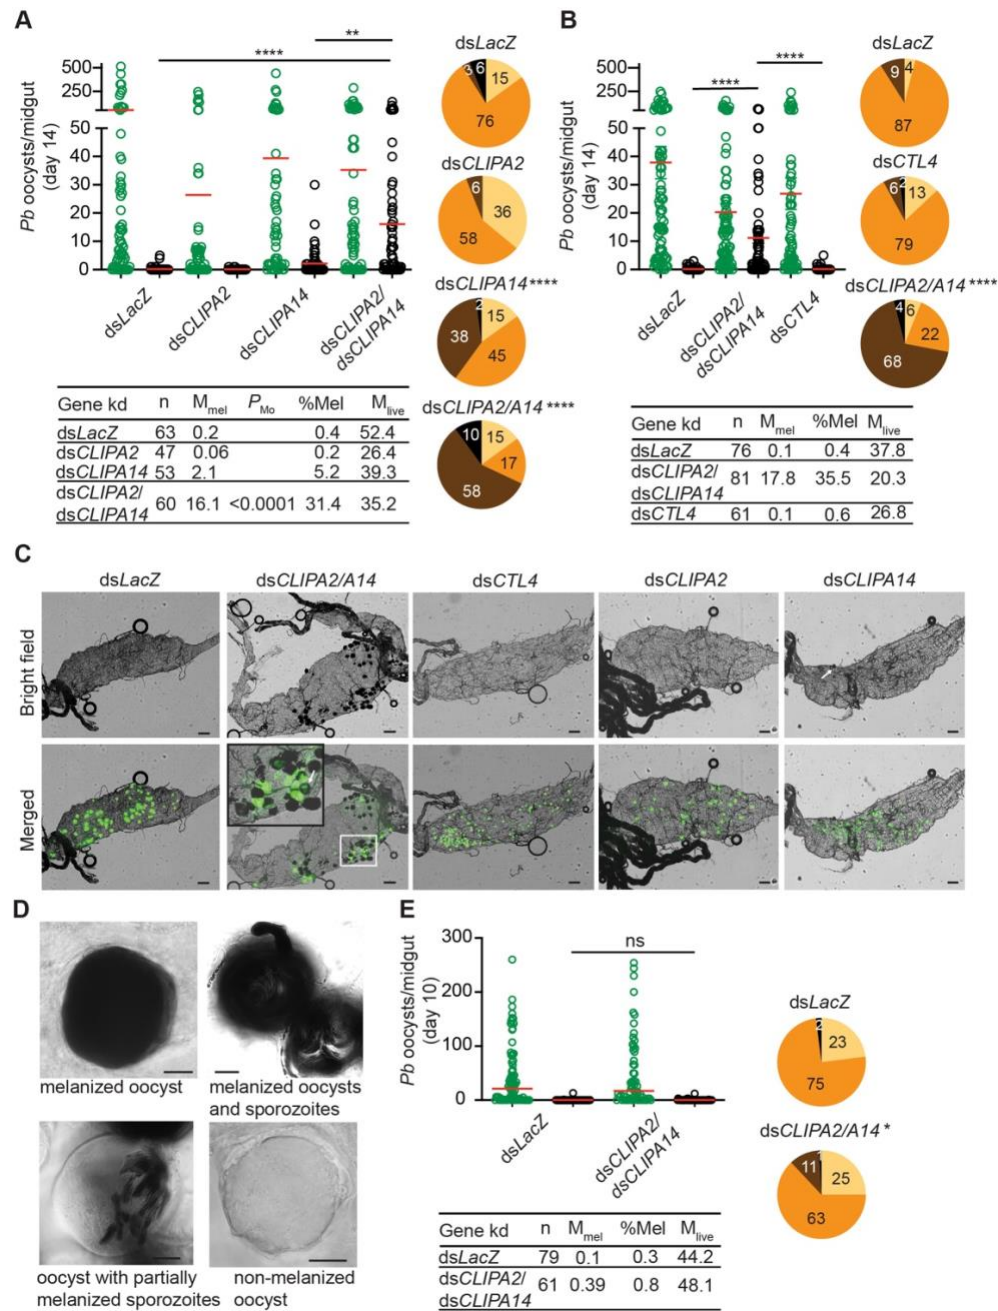 A
**
****
Pb oocysts/midgut
(day 14)
500
250
50
40
30
20
10
0
dsLacZ
dsCLIPA2
dsCLIPA14
dsCLIPA2/
dsCLIPA14
dsLacZ
3 6 15
76
dsCLIPA2
6
36
58
dsCLIPA14****
2 15
38
45
dsCLIPA2/A14 ****
10 15
17
58
Gene kd n Mmel PMo %Mel Mlive
dsLacZ 63 0.2 0.4 52.4
dsCLIPA2 47 0.06 0.2 26.4
dsCLIPA14 53 2.1 5.2 39.3
dsCLIPA2/
dsCLIPA14 60 16.1 <0.0001 31.4 35.2
B
****
****
Pb oocysts/midgut
(day 14)
500
250
50
40
30
20
10
0
dsLacZ
dsCLIPA2/
dsCLIPA14
dsCTL4
dsLacZ
9 4
87
dsCTL4
6 2 13
79
dsCLIPA2/A14 ****
4 6
22
68
Gene kd n Mmel %Mel Mlive
dsLacZ 76 0.1 0.4 37.8
dsCLIPA2/
dsCLIPA14 81 17.8 35.5 20.3
dsCTL4 61 0.1 0.6 26.8
C
dsLacZ dsCLIPA2/A14 dsCTL4 dsCLIPA2 dsCLIPA14
Bright field
Merged
D
melanized oocyst
melanized oocysts
and sporozoites
oocyst with partially
melanized sporozoites
non-melanized
oocyst
E
ns
Pb oocysts/midgut
(day 10)
300
200
100
0
dsLacZ
dsCLIPA2/
dsCLIPA14
dsLacZ
2 23
75
dsCLIPA2/A14 *
1
11 25
63
Gene kd n Mmel %Mel Mlive
dsLacZ 79 0.1 0.3 44.2
dsCLIPA2/
dsCLIPA14 61 0.39 0.8 48.1